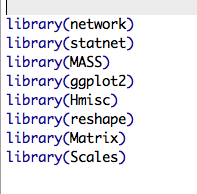 library(network)
library(statnet)
library(MASS)
library(ggplot2)
library(Hmisc)
library(reshape)
library(Matrix)
library(Scales)